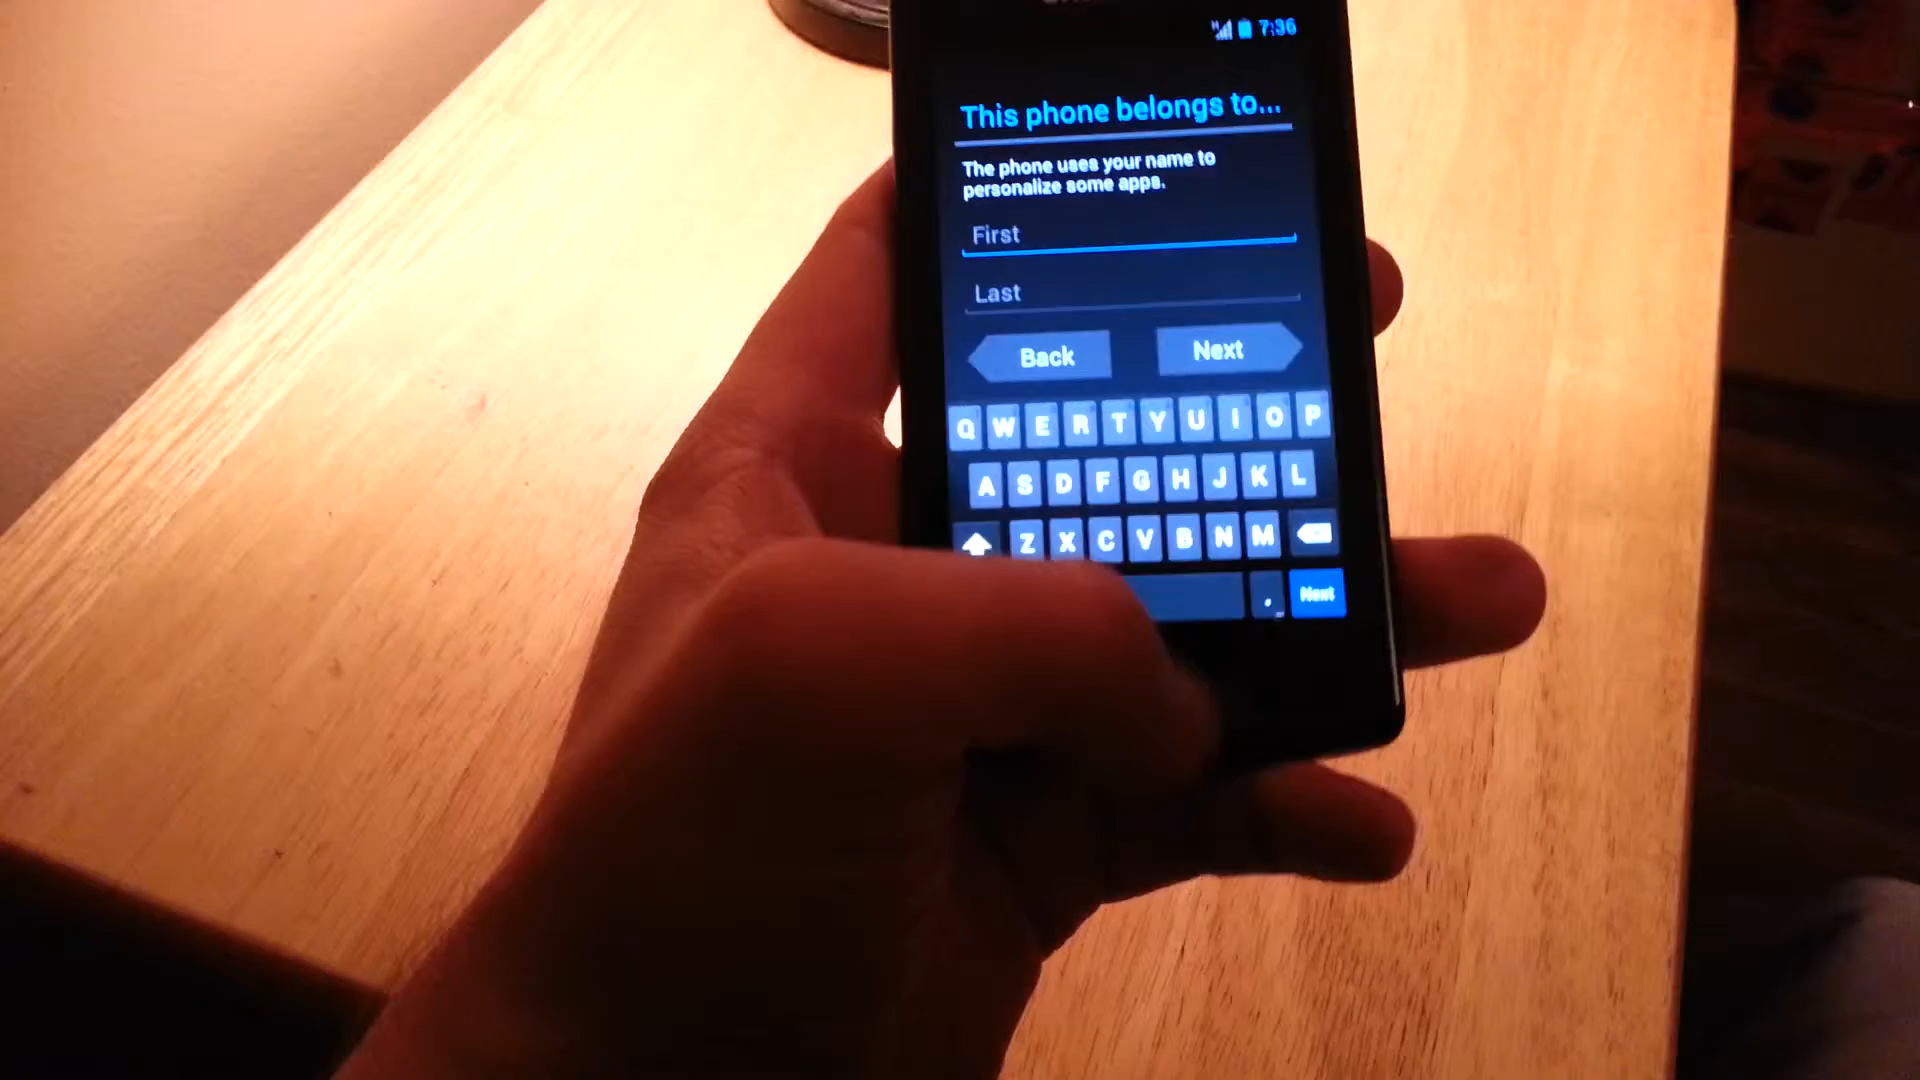 7:36
This phone belongs to...
The phone uses your name to
personalize some apps.
First
Last
Back
Next
Q W E R T Y U I O P
A S D F G H J K L
Z X C V B N M
. Next